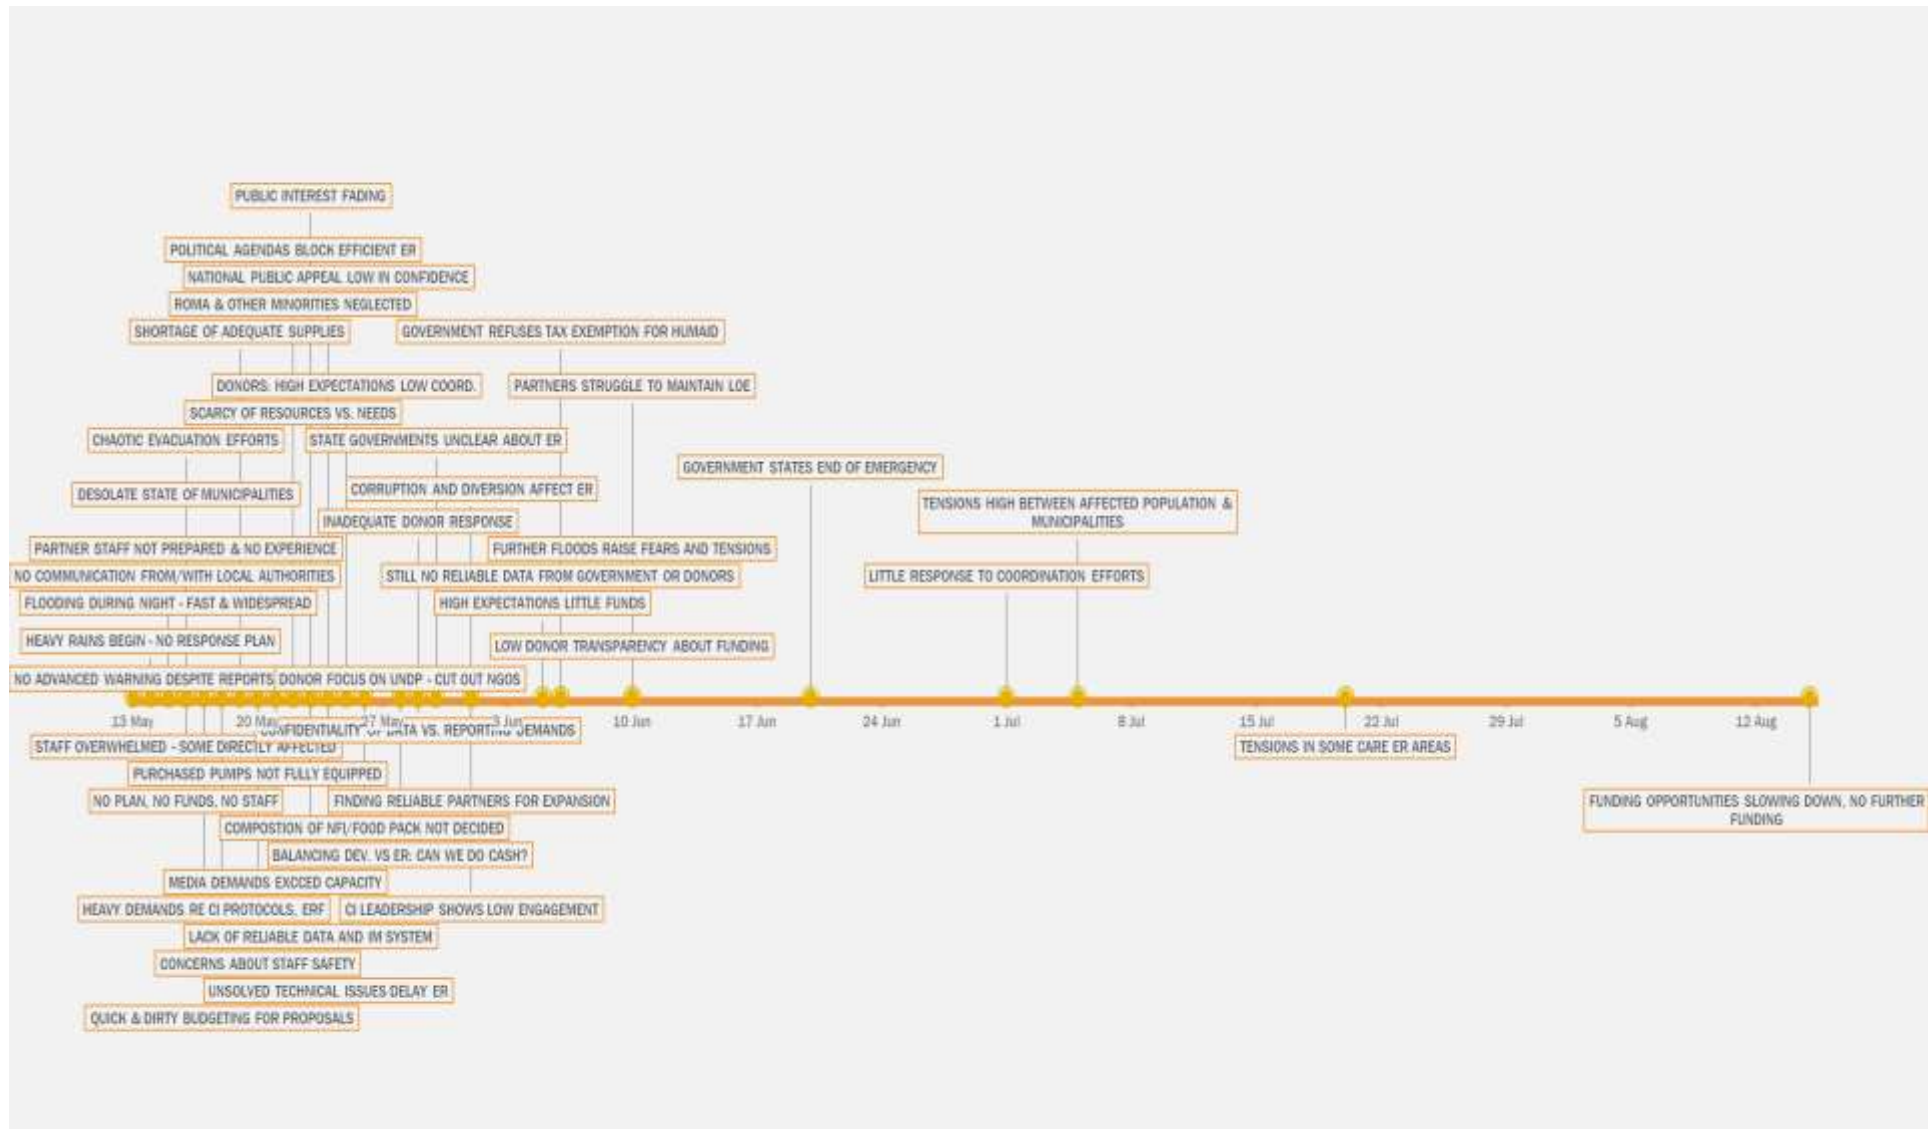 PUBLIC INTEREST FADING
POLITICAL AGENDAS BLOCK EFFICIENT ER
NATIONAL PUBLIC APPEAL LOW IN CONFIDENCE
ROMA & OTHER MINORITIES NEGLECTED
SHORTAGE OF ADEQUATE SUPPLIES
GOVERNMENT REFUSES TAX EXEMPTION FOR HUMAID
DONORS: HIGH EXPECTATIONS LOW COORD.
PARTNERS STRUGGLE TO MAINTAIN LOE
SCARCY OF RESOURCES VS. NEEDS
CHAOTIC EVACUATION EFFORTS
STATE GOVERNMENTS UNCLEAR ABOUT ER
GOVERNMENT STATES END OF EMERGENCY
DESOLATE STATE OF MUNICIPALITIES
CORRUPTION AND DIVERSION AFFECT ER
TENSIONS HIGH BETWEEN AFFECTED POPULATION &
MUNICIPALITIES
INADEQUATE DONOR RESPONSE
PARTNER STAFF NOT PREPARED & NO EXPERIENCE
FURTHER FLOODS RAISE FEARS AND TENSIONS
NO COMMUNICATION FROM/WITH LOCAL AUTHORITIES
STILL NO RELIABLE DATA FROM GOVERNMENT OR DONORS
LITTLE RESPONSE TO COORDINATION EFFORTS
FLOODING DURING NIGHT - FAST & WIDESPREAD
HIGH EXPECTATIONS LITTLE FUNDS
HEAVY RAINS BEGIN - NO RESPONSE PLAN
LOW DONOR TRANSPARENCY ABOUT FUNDING
NO ADVANCED WARNING DESPITE REPORTS
DONOR FOCUS ON UNDP - CUT OUT NGOS
13 May
20 May
27 May
3 Jun
10 Jun
17 Jun
24 Jun
1 Jul
8 Jul
15 Jul
22 Jul
29 Jul
5 Aug
12 Aug
CONFIDENTIALITY OF DATA VS. REPORTING DEMANDS
STAFF OVERWHELMED - SOME DIRECTLY AFFECTED
TENSIONS IN SOME CARE ER AREAS
PURCHASED PUMPS NOT FULLY EQUIPPED
NO PLAN, NO FUNDS, NO STAFF
FINDING RELIABLE PARTNERS FOR EXPANSION
FUNDING OPPORTUNITIES SLOWING DOWN, NO FURTHER
FUNDING
COMPOSTION OF NFI/FOOD PACK NOT DECIDED
BALANCING DEV. VS ER: CAN WE DO CASH?
MEDIA DEMANDS EXCCED CAPACITY
HEAVY DEMANDS RE CI PROTOCOLS, ERF
CI LEADERSHIP SHOWS LOW ENGAGEMENT
LACK OF RELIABLE DATA AND IM SYSTEM
CONCERNS ABOUT STAFF SAFETY
UNSOLVED TECHNICAL ISSUES DELAY ER
QUICK & DIRTY BUDGETING FOR PROPOSALS